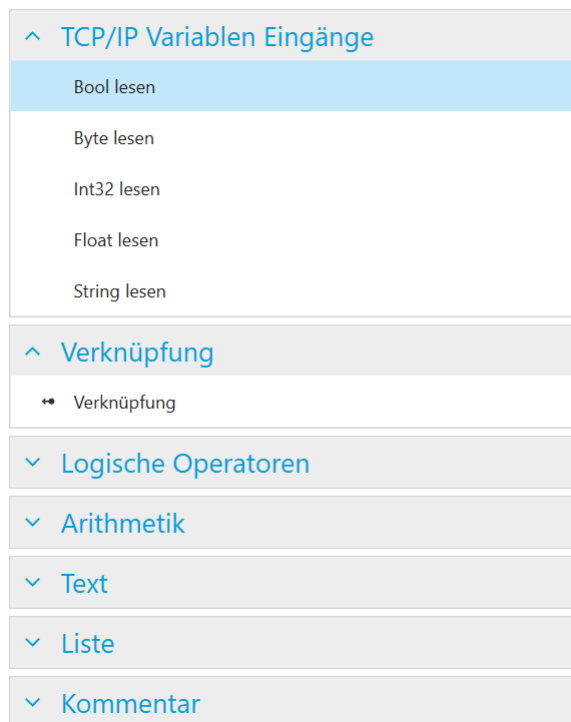 TCP/IP Variablen Eingänge
Bool lesen
Byte lesen
Int32 lesen
Float lesen
String lesen
Verknüpfung
Verknüpfung
Logische Operatoren
Arithmetik
Text
Liste
Kommentar